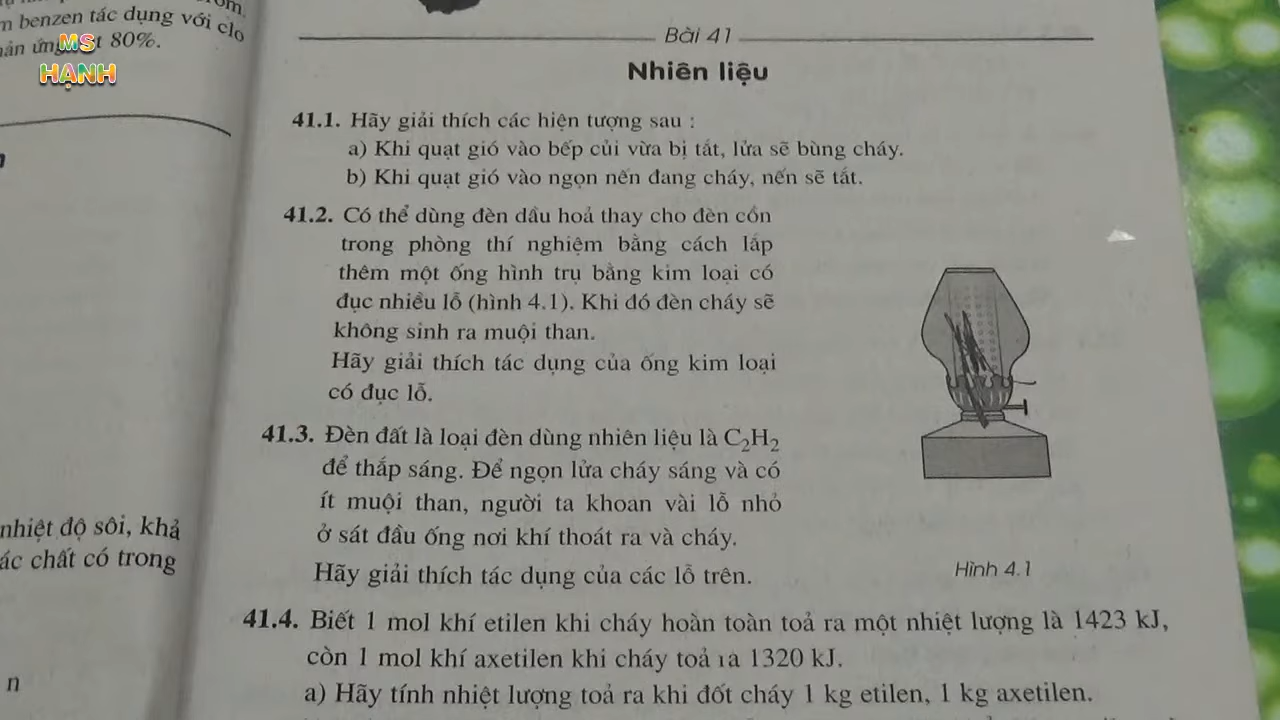 m benzen tác dụng với clo
t 80%.
MS
HẠNH
nhiệt độ sôi, khả
ác chất có trong
n
Bài 41
Nhiên liệu
41.1. Hãy giải thích các hiện tượng sau :
a) Khi quạt gió vào bếp củi vừa bị tắt, lửa sẽ bùng cháy.
b) Khi quạt gió vào ngọn nến đang cháy, nến sẽ tắt.
41.2. Có thể dùng đèn dầu hoả thay cho đèn cồn
trong phòng thí nghiệm bằng cách lắp
thêm một ống hình trụ bằng kim loại có
đục nhiều lỗ (hình 4.1). Khi đó đèn cháy sẽ
không sinh ra muội than.
Hãy giải thích tác dụng của ống kim loại
có đục lỗ.
41.3. Đèn đất là loại đèn dùng nhiên liệu là C₂H₂
để thắp sáng. Để ngọn lửa cháy sáng và có
ít muội than, người ta khoan vài lỗ nhỏ
ở sát đầu ống nơi khí thoát ra và cháy.
Hãy giải thích tác dụng của các lỗ trên.
Hình 4.1
41.4. Biết 1 mol khí etilen khi cháy hoàn toàn toả ra một nhiệt lượng là 1423 kJ,
còn 1 mol khí axetilen khi cháy toả ra 1320 kJ.
a) Hãy tính nhiệt lượng toả ra khi đốt cháy 1 kg etilen, 1 kg axetilen.